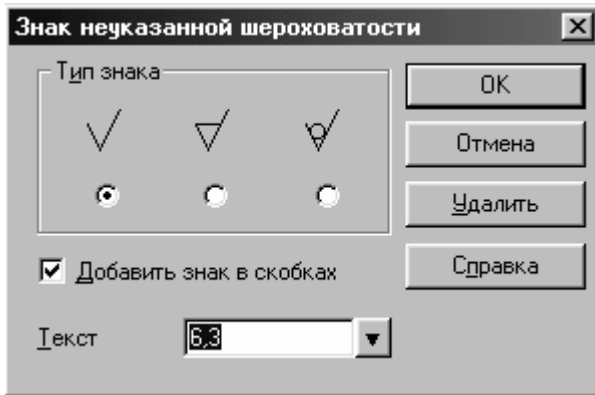 Знак неуказанной шероховатости
Тип знака
OK
Отмена
Удалить
Добавить знак в скобках
Справка
Текст 6,3